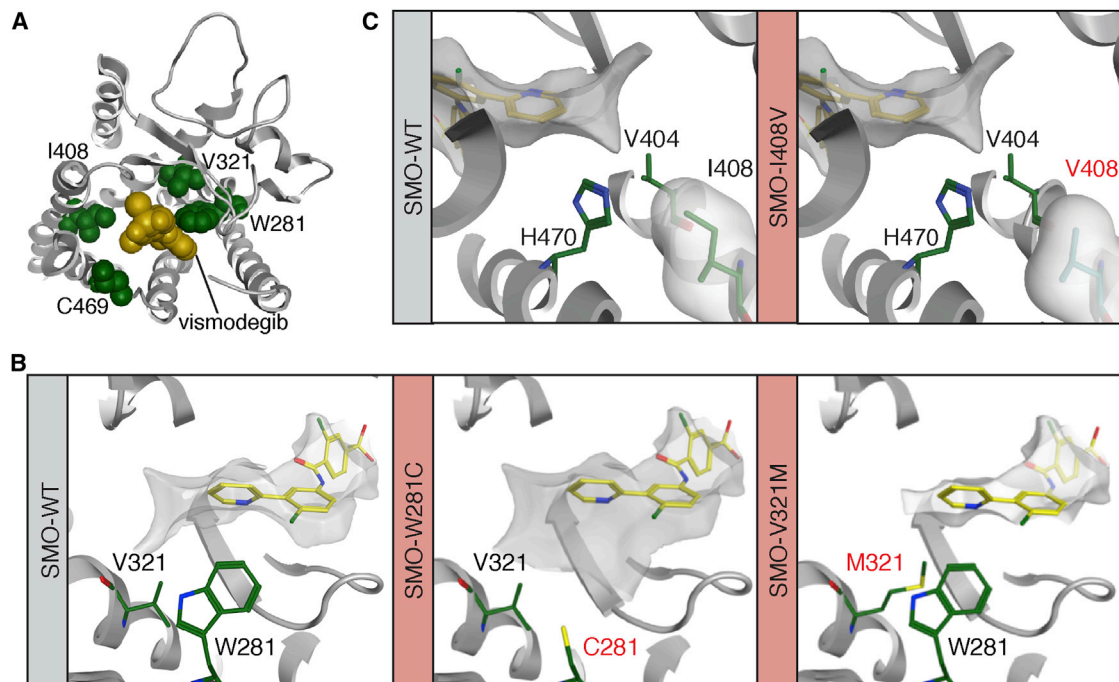 A
I408
V321
W281
C469
vismodegib
C
SMO-WT
V404
I408
H470
SMO-I408V
V404
V408
H470
B
SMO-WT
V321
W281
SMO-W281C
V321
C281
SMO-V321M
M321
W281